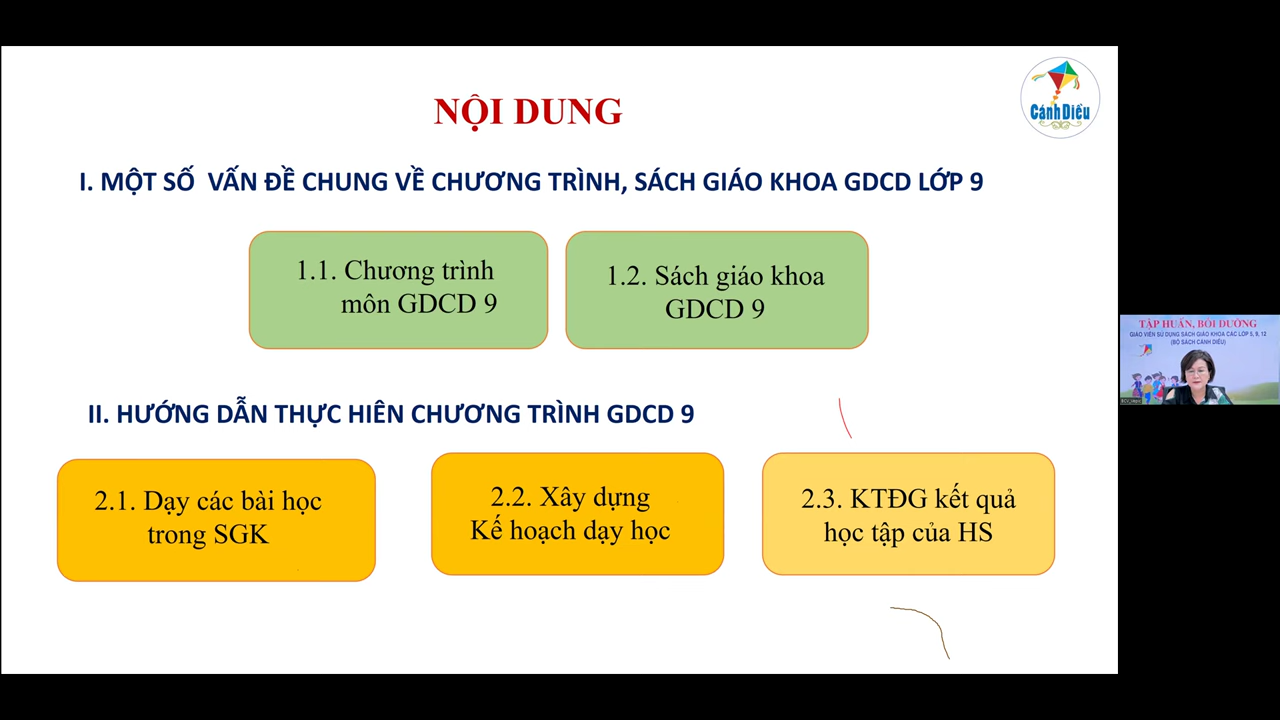 NỘI DUNG
Cánh Diều
I. MỘT SỐ VẤN ĐỀ CHUNG VỀ CHƯƠNG TRÌNH, SÁCH GIÁO KHOA GDCD LỚP 9
1.1. Chương trình
môn GDCD 9
1.2. Sách giáo khoa
GDCD 9
II. HƯỚNG DẪN THỰC HIÊN CHƯƠNG TRÌNH GDCD 9
2.1. Dạy các bài học
trong SGK
2.2. Xây dựng
Kế hoạch dạy học
2.3. KTĐG kết quả
học tập của HS
TẬP HUẤN, BỒI DƯỠNG
GIÁO VIÊN SỬ DỤNG SÁCH GIÁO KHOA CÁC LỚP 5, 9, 12
(BỘ SÁCH CÁNH DIỀU)